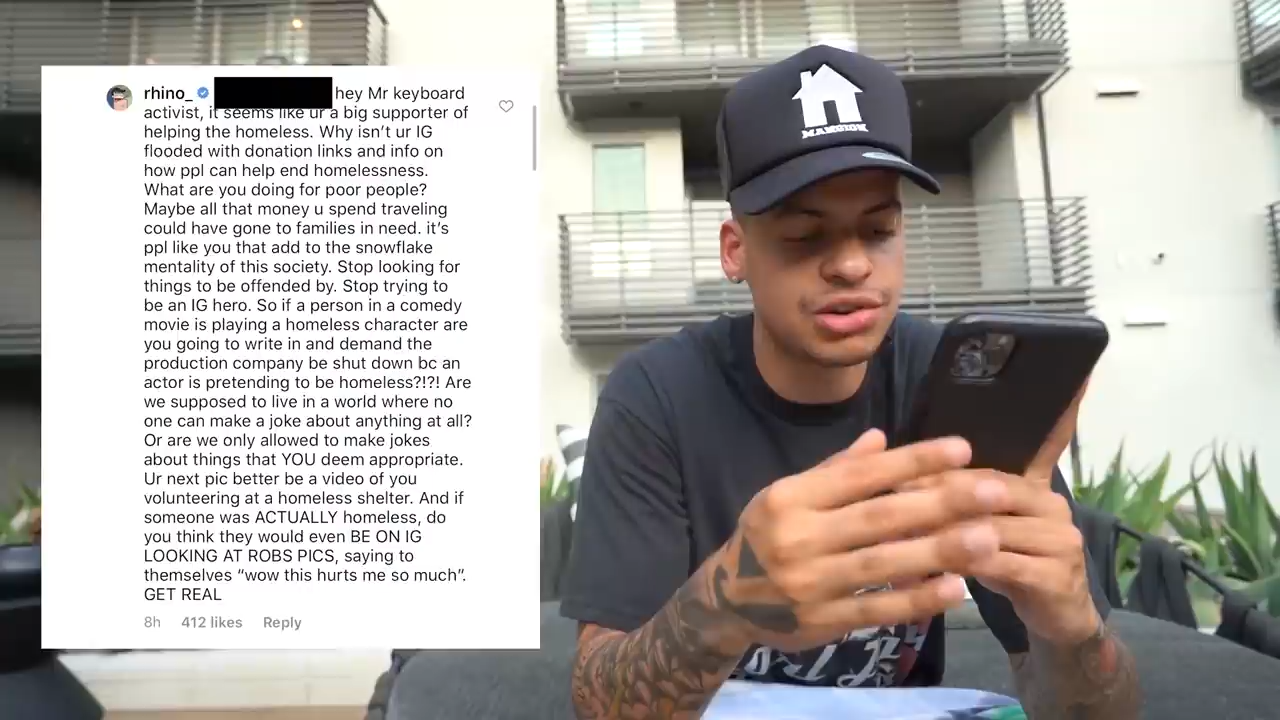 rhino_ hey Mr keyboard
activist, it seems like ur a big supporter of
helping the homeless. Why isn’t ur IG
flooded with donation links and info on
how ppl can help end homelessness.
What are you doing for poor people?
Maybe all that money u spend traveling
could have gone to families in need. it’s
ppl like you that add to the snowflake
mentality of this society. Stop looking for
things to be offended by. Stop trying to
be an IG hero. So if a person in a comedy
movie is playing a homeless character are
you going to write in and demand the
production company be shut down bc an
actor is pretending to be homeless?!?! Are
we supposed to live in a world where no
one can make a joke about anything at all?
Or are we only allowed to make jokes
about things that YOU deem appropriate.
Ur next pic better be a video of you
volunteering at a homeless shelter. And if
someone was ACTUALLY homeless, do
you think they would even BE ON IG
LOOKING AT ROBS PICS, saying to
themselves “wow this hurts me so much”.
GET REAL
8h 412 likes Reply
MANSION